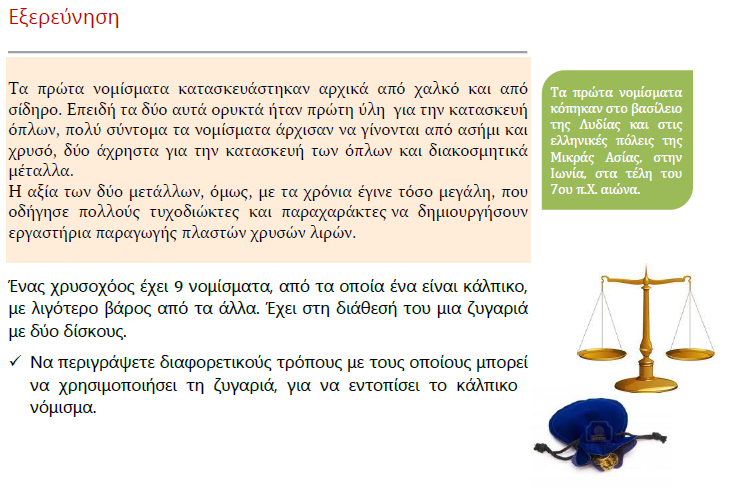 Εξερεύνηση
Τα πρώτα νομίσματα κατασκευάστηκαν αρχικά από χαλκό και από
σίδηρο. Επειδή τα δύο αυτά ορυκτά ήταν πρώτη ύλη για την κατασκευή
όπλων, πολύ σύντομα τα νομίσματα άρχισαν να γίνονται από ασήμι και
χρυσό, δύο άχρηστα για την κατασκευή των όπλων και διακοσμητικά
μέταλλα.
Η αξία των δύο μετάλλων, όμως, με τα χρόνια έγινε τόσο μεγάλη, που
οδήγησε πολλούς τυχοδιώκτες και παραχαράκτες να δημιουργήσουν
εργαστήρια παραγωγής πλαστών χρυσών λιρών.
Τα πρώτα νομίσματα
κόπηκαν στο βασίλειο
της Λυδίας και στις
ελληνικές πόλεις της
Μικράς Ασίας, στην
Ιωνία, στα τέλη του
7ου π.Χ. αιώνα.
Ένας χρυσοχόος έχει 9 νομίσματα, από τα οποία ένα είναι κάλπικο,
με λιγότερο βάρος από τα άλλα. Έχει στη διάθεσή του μια ζυγαριά
με δύο δίσκους.
✓ Να περιγράψετε διαφορετικούς τρόπους με τους οποίους μπορεί
να χρησιμοποιήσει τη ζυγαριά, για να εντοπίσει το κάλπικο
νόμισμα.